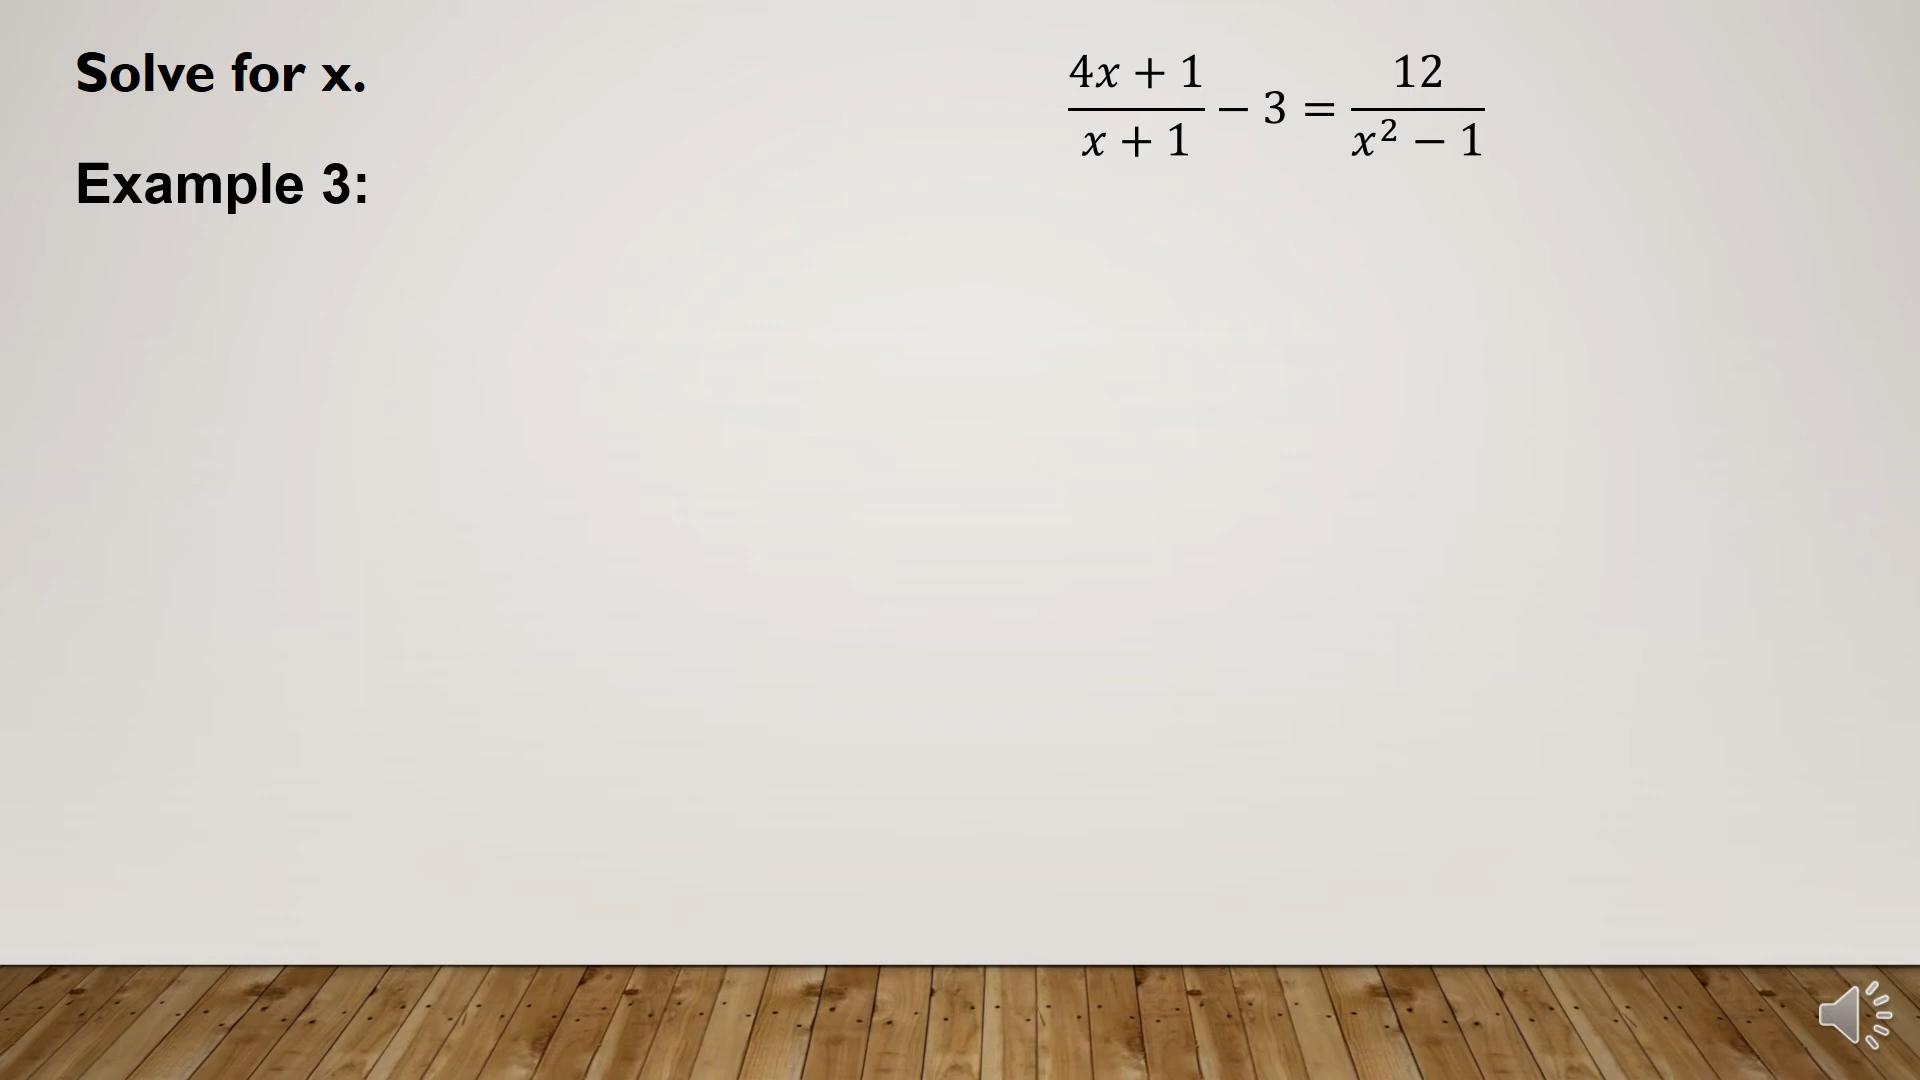 Solve for x.
Example 3:
(4x + 1)/(x + 1) − 3 = 12/(x² − 1)